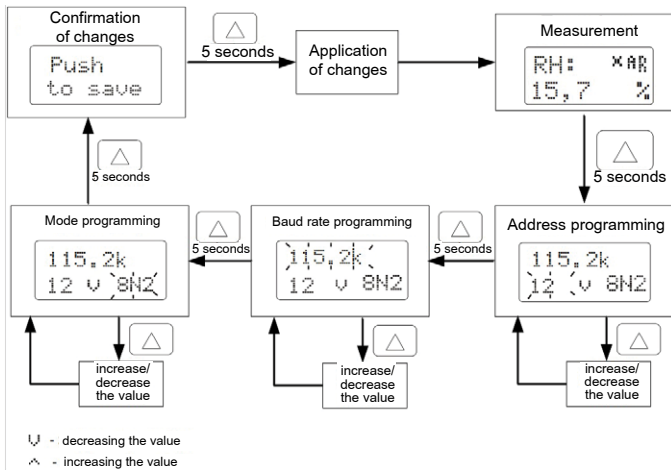 Confirmation
of changes
Push
to save
5 seconds
Application
of changes
Measurement
RH: ×AR
15,7 %
5 seconds
5 seconds
Mode programming
115.2k
12 v 8N2
5 seconds
Baud rate programming
115.2k
12 v 8N2
5 seconds
Address programming
115.2k
12 v 8N2
increase/
decrease
the value
increase/
decrease
the value
increase/
decrease
the value
v - decreasing the value
^ - increasing the value